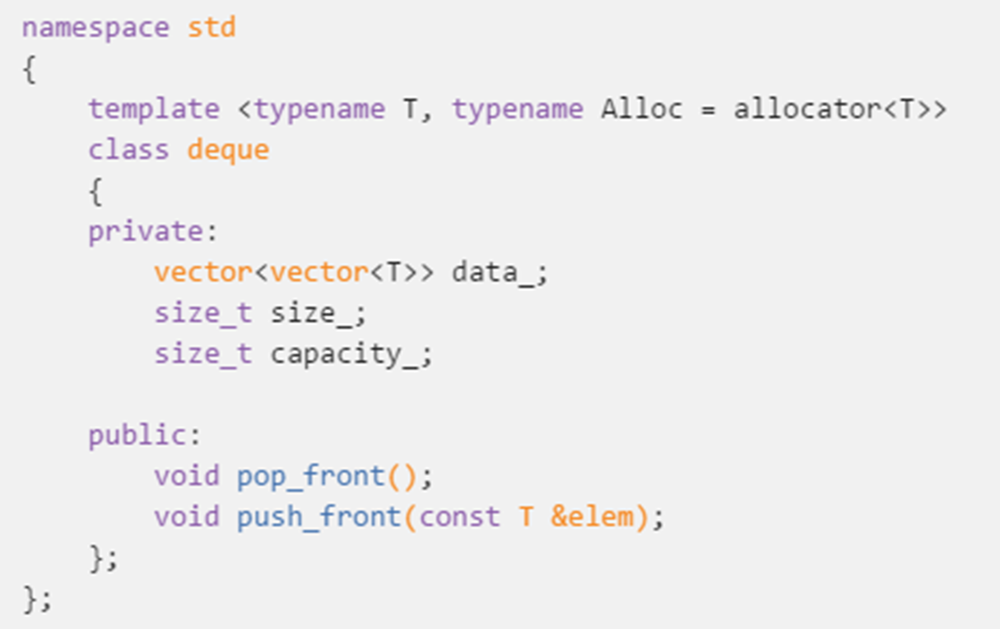 namespace std
{
    template <typename T, typename Alloc = allocator<T>>
    class deque
    {
    private:
        vector<vector<T>> data_;
        size_t size_;
        size_t capacity_;

    public:
        void pop_front();
        void push_front(const T &elem);
    };
};